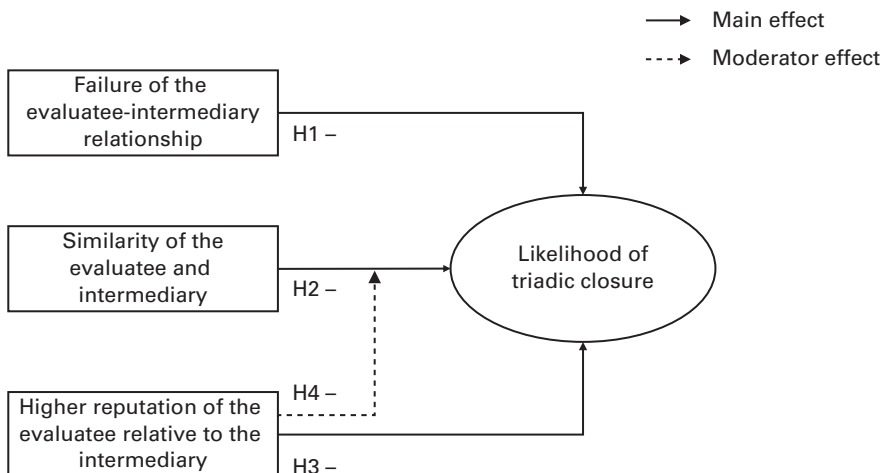 Main effect
Moderator effect
Failure of the
evaluatee-intermediary
relationship
H1 –
Similarity of the
evaluatee and
intermediary
H2 –
Likelihood of
triadic closure
H4 –
Higher reputation of the
evaluatee relative to the
intermediary
H3 –